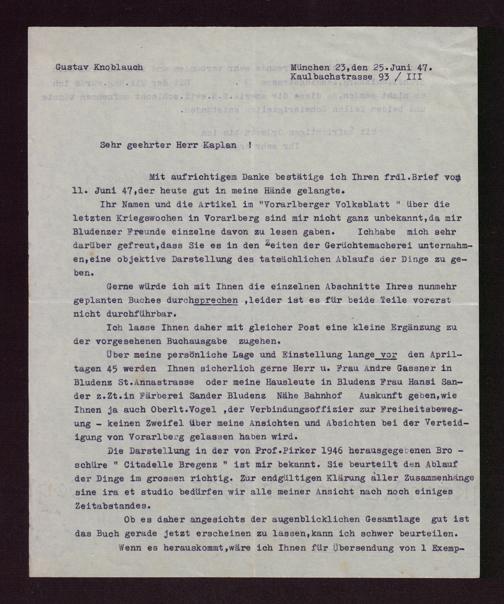 Gustav Knoblauch
München 23,den 25.Juni 47.
Kaulbachstrasse 93 / III
Sehr geehrter Herr Kaplan !
Mit aufrichtigem Danke bestätige ich Ihren frdl.Brief vom
11. Juni 47,der heute gut in meine Hände gelangte.
Ihr Namen und die Artikel im "Vorarlberger Volksblatt " über die
letzten Kriegswochen in Vorarlberg sind mir nicht ganz unbekannt,da mir
Bludenzer Freunde einzelne davon zu lesen gaben. Ichhabe mich sehr
darüber gefreut,dass Sie es in den Zeiten der Gerüchtemacherei unternahm-
en,eine objektive Darstellung des tatsächlichen Ablaufs der Dinge zu ge-
ben.
Gerne würde ich mit Ihnen die einzelnen Abschnitte Ihres nunmehr
geplanten Buches durchsprechen ,leider ist es für beide Teile vorerst
nicht durchführbar.
Ich lasse Ihnen daher mit gleicher Post eine kleine Ergänzung zu
der vorgesehenen Buchausgabe zugehen.
Über meine persönliche Lage und Einstellung lange vor den April-
tagen 45 werden Ihnen sicherlich gerne Herr u. Frau Andre Gassner in
Bludenz St.Annastrasse oder meine Hausleute in Bludenz Frau Hansi San-
der z.Zt.in Färberei Sander Bludenz Nähe Bahnhof Auskunft geben,wie
Ihnen ja auch Oberlt.Vogel ,der Verbindungsoffizier zur Freiheitsbeweg-
ung - keinen Zweifel über meine Ansichten und Absichten bei der Verteid-
igung von Vorarlberg gelassen haben wird.
Die Darstellung in der von Prof.Pirker 1946 herausgegebenen Bro -
schüre " Citadelle Bregenz " ist mir bekannt. Sie beurteilt den Ablauf
der Dinge im grossen richtig. Zur endgültigen Klärung aller Zusammenhänge
sine ira et studio bedürfen wir alle meiner Ansicht nach noch einiges
Zeitabstandes.
Ob es daher angesichts der augenblicklichen Gesamtlage gut ist
das Buch gerade jetzt erscheinen zu lassen,kann ich schwer beurteilen.
Wenn es herauskommt,wäre ich Ihnen für Übersendung von 1 Exemp-